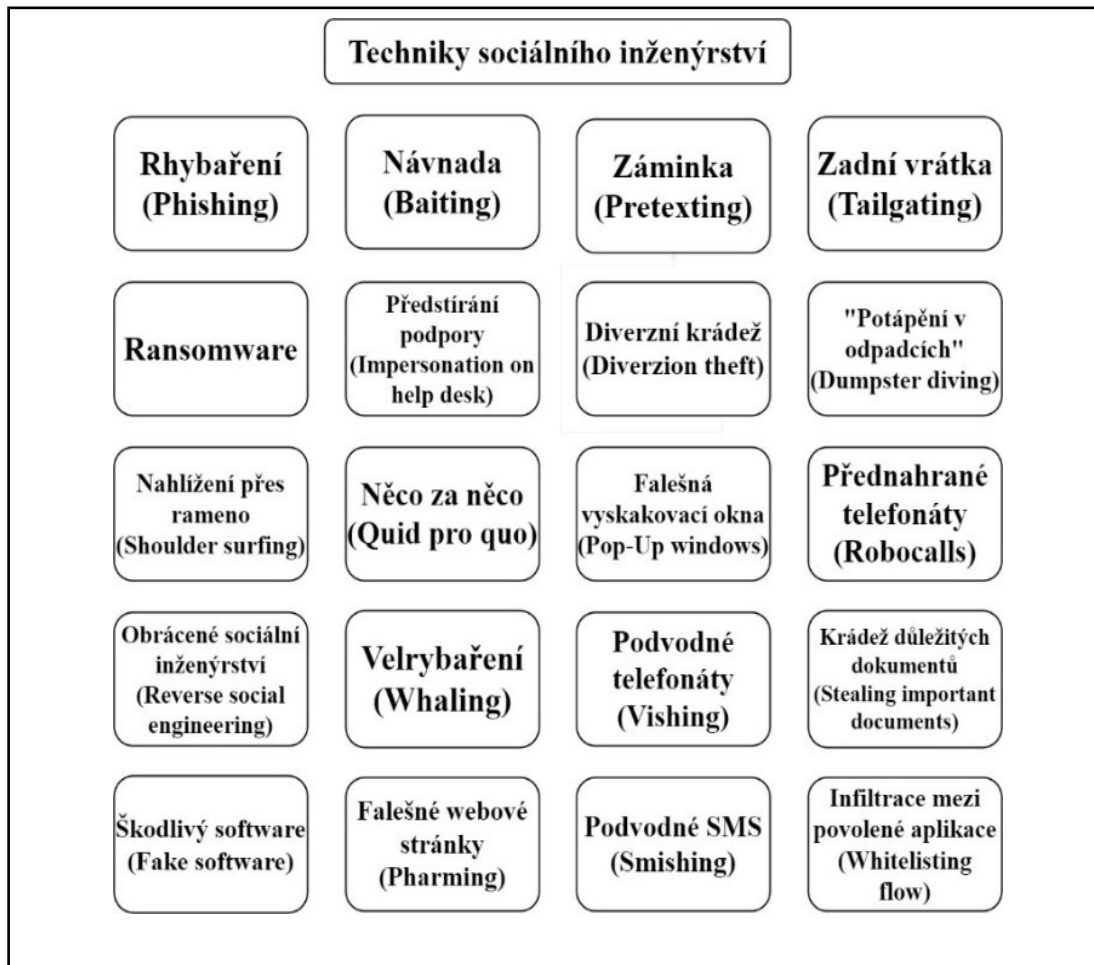 Techniky sociálního inženýrství
Rhybaření
(Phishing)
Návnada
(Baiting)
Záminka
(Pretexting)
Zadní vrátka
(Tailgating)
Ransomware
Předstírání
podpory
(Impersonation on
help desk)
Diverzní krádež
(Diverzion theft)
"Potápění v
odpadcích"
(Dumpster diving)
Nahlížení přes
rameno
(Shoulder surfing)
Něco za něco
(Quid pro quo)
Falešná
vyskakovací okna
(Pop-Up windows)
Přednahrané
telefonáty
(Robocalls)
Obrácené sociální
inženýrství
(Reverse social
engineering)
Velrybaření
(Whaling)
Podvodné
telefonáty
(Vishing)
Krádež důležitých
dokumentů
(Stealing important
documents)
Škodlivý software
(Fake software)
Falešné webové
stránky
(Pharming)
Podvodné SMS
(Smishing)
Infiltrace mezi
povolené aplikace
(Whitelisting
flow)